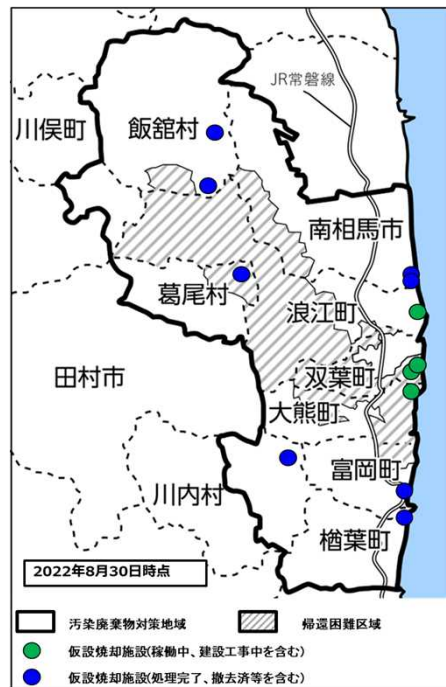 JR常磐線
川俣町
飯舘村
南相馬市
葛尾村
浪江町
田村市
双葉町
大熊町
富岡町
川内村
楢葉町
2022年8月30日時点
汚染廃棄物対策地域
帰還困難区域
仮設焼却施設(稼働中、建設工事中を含む)
仮設焼却施設(処理完了、撤去済等を含む)